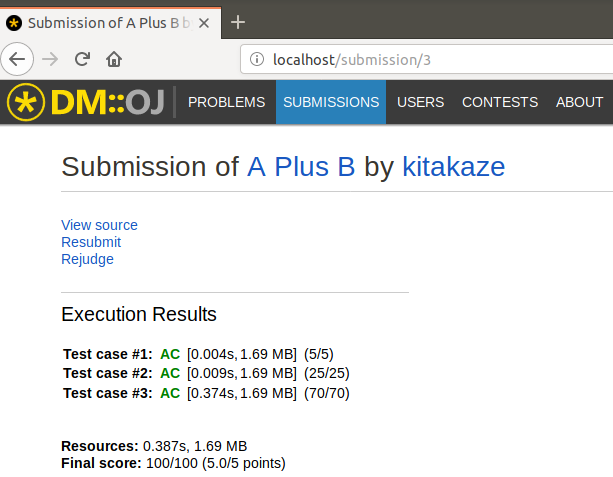 Submission of A Plus B b
localhost/submission/3
DM::OJ PROBLEMS SUBMISSIONS USERS CONTESTS ABOUT
Submission of A Plus B by kitakaze
View source
Resubmit
Rejudge
Execution Results
Test case #1: AC [0.004s, 1.69 MB] (5/5)
Test case #2: AC [0.009s, 1.69 MB] (25/25)
Test case #3: AC [0.374s, 1.69 MB] (70/70)
Resources: 0.387s, 1.69 MB
Final score: 100/100 (5.0/5 points)